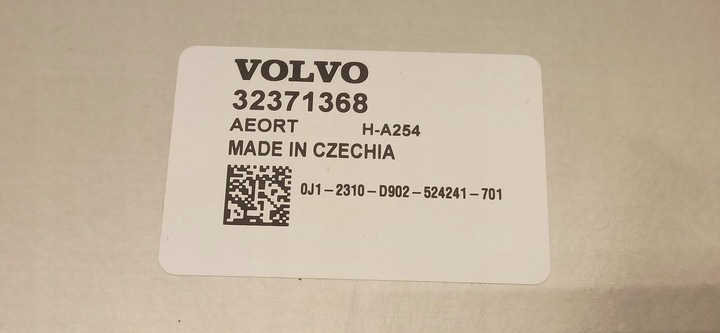 VOLVO
32371368
AEORT H-A254
MADE IN CZECHIA
0J1-2310-D902-524241-701